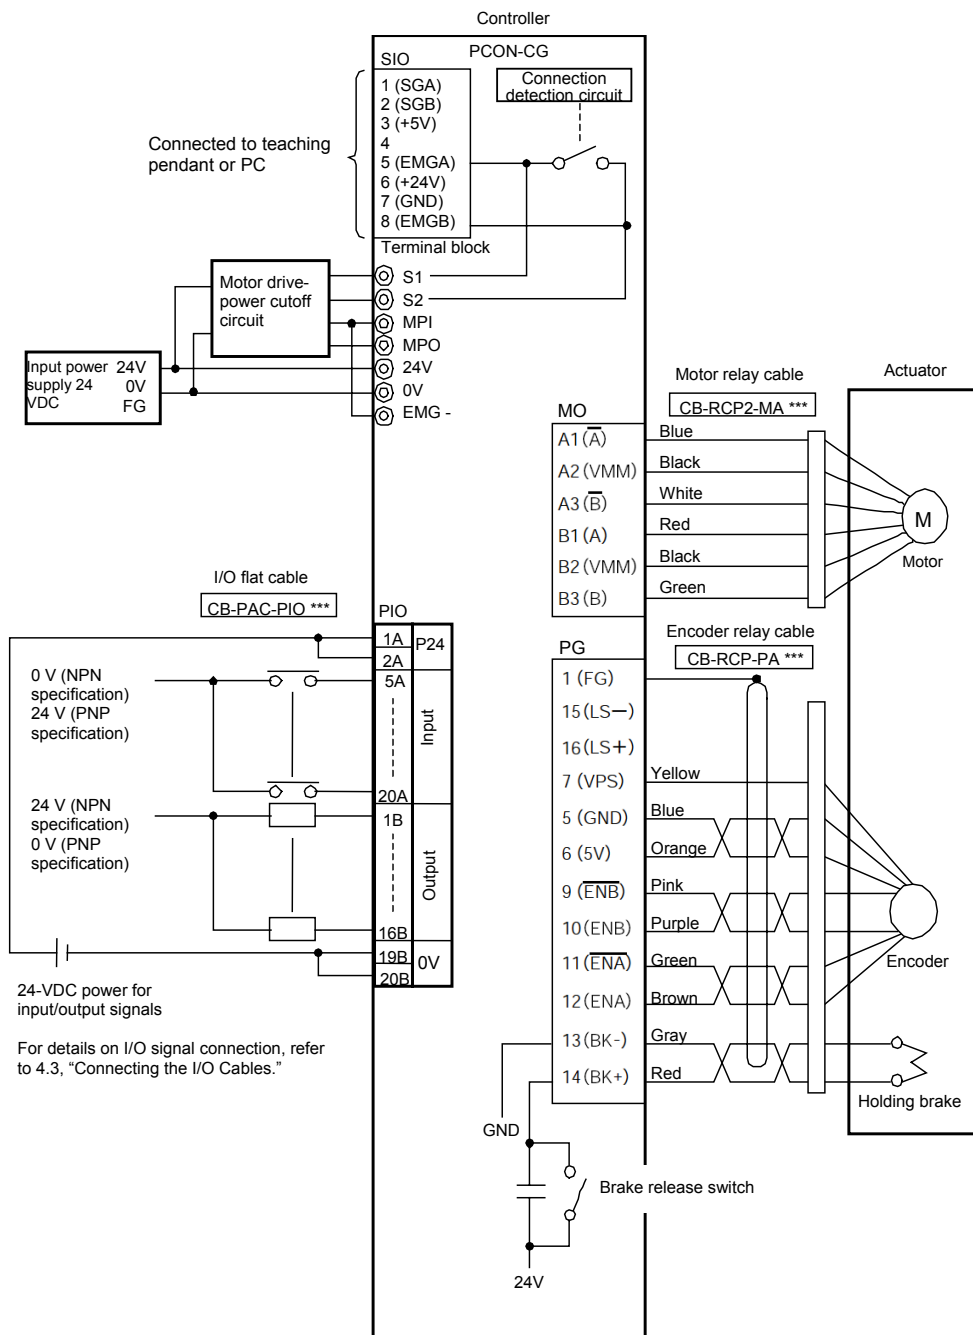 Controller
PCON-CG
SIO
Connection
detection circuit
1 (SGA)
2 (SGB)
3 (+5V)
4
5 (EMGA)
6 (+24V)
7 (GND)
8 (EMGB)
Connected to teaching
pendant or PC
Terminal block
S1
S2
MPI
MPO
24V
0V
EMG -
Motor drive-
power cutoff
circuit
Input power
supply 24
VDC
24V
0V
FG
Motor relay cable
CB-RCP2-MA ***
Actuator
MO
A1(A̅)
A2(VMM)
A3(B̅)
B1(A)
B2(VMM)
B3(B)
Blue
Black
White
Red
Black
Green
M
Motor
I/O flat cable
CB-PAC-PIO ***
PIO
1A
2A
P24
5A
Input
20A
1B
Output
16B
19B
20B
0V
0 V (NPN
specification)
24 V (PNP
specification)
24 V (NPN
specification)
0 V (PNP
specification)
24-VDC power for
input/output signals
For details on I/O signal connection, refer
to 4.3, “Connecting the I/O Cables.”
Encoder relay cable
CB-RCP-PA ***
PG
1 (FG)
15(LS−)
16(LS+)
7 (VPS)
5 (GND)
6 (5V)
9 (E̅N̅B̅)
10(ENB)
11(E̅N̅A̅)
12(ENA)
13(BK-)
14(BK+)
Yellow
Blue
Orange
Pink
Purple
Green
Brown
Gray
Red
Encoder
Holding brake
GND
Brake release switch
24V